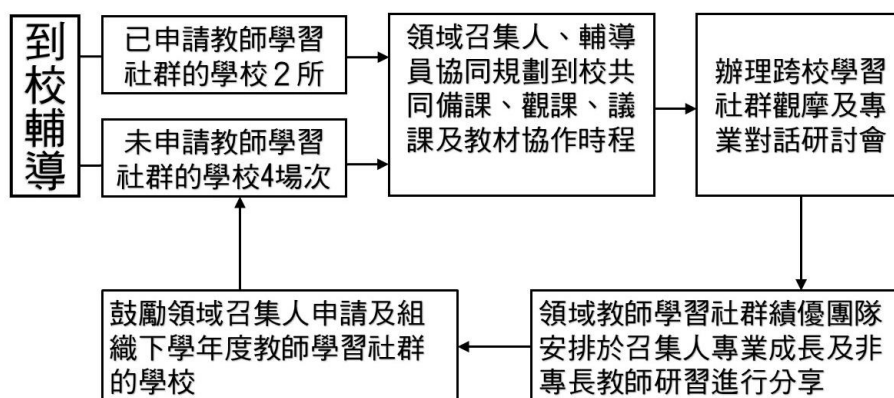 到校輔導
已申請教師學習
社群的學校２所
未申請教師學習
社群的學校4場次
領域召集人、輔導
員協同規劃到校共
同備課、觀課、議
課及教材協作時程
辦理跨校學習
社群觀摩及專
業對話研討會
領域教師學習社群績優團隊
安排於召集人專業成長及非
專長教師研習進行分享
鼓勵領域召集人申請及組
織下學年度教師學習社群
的學校